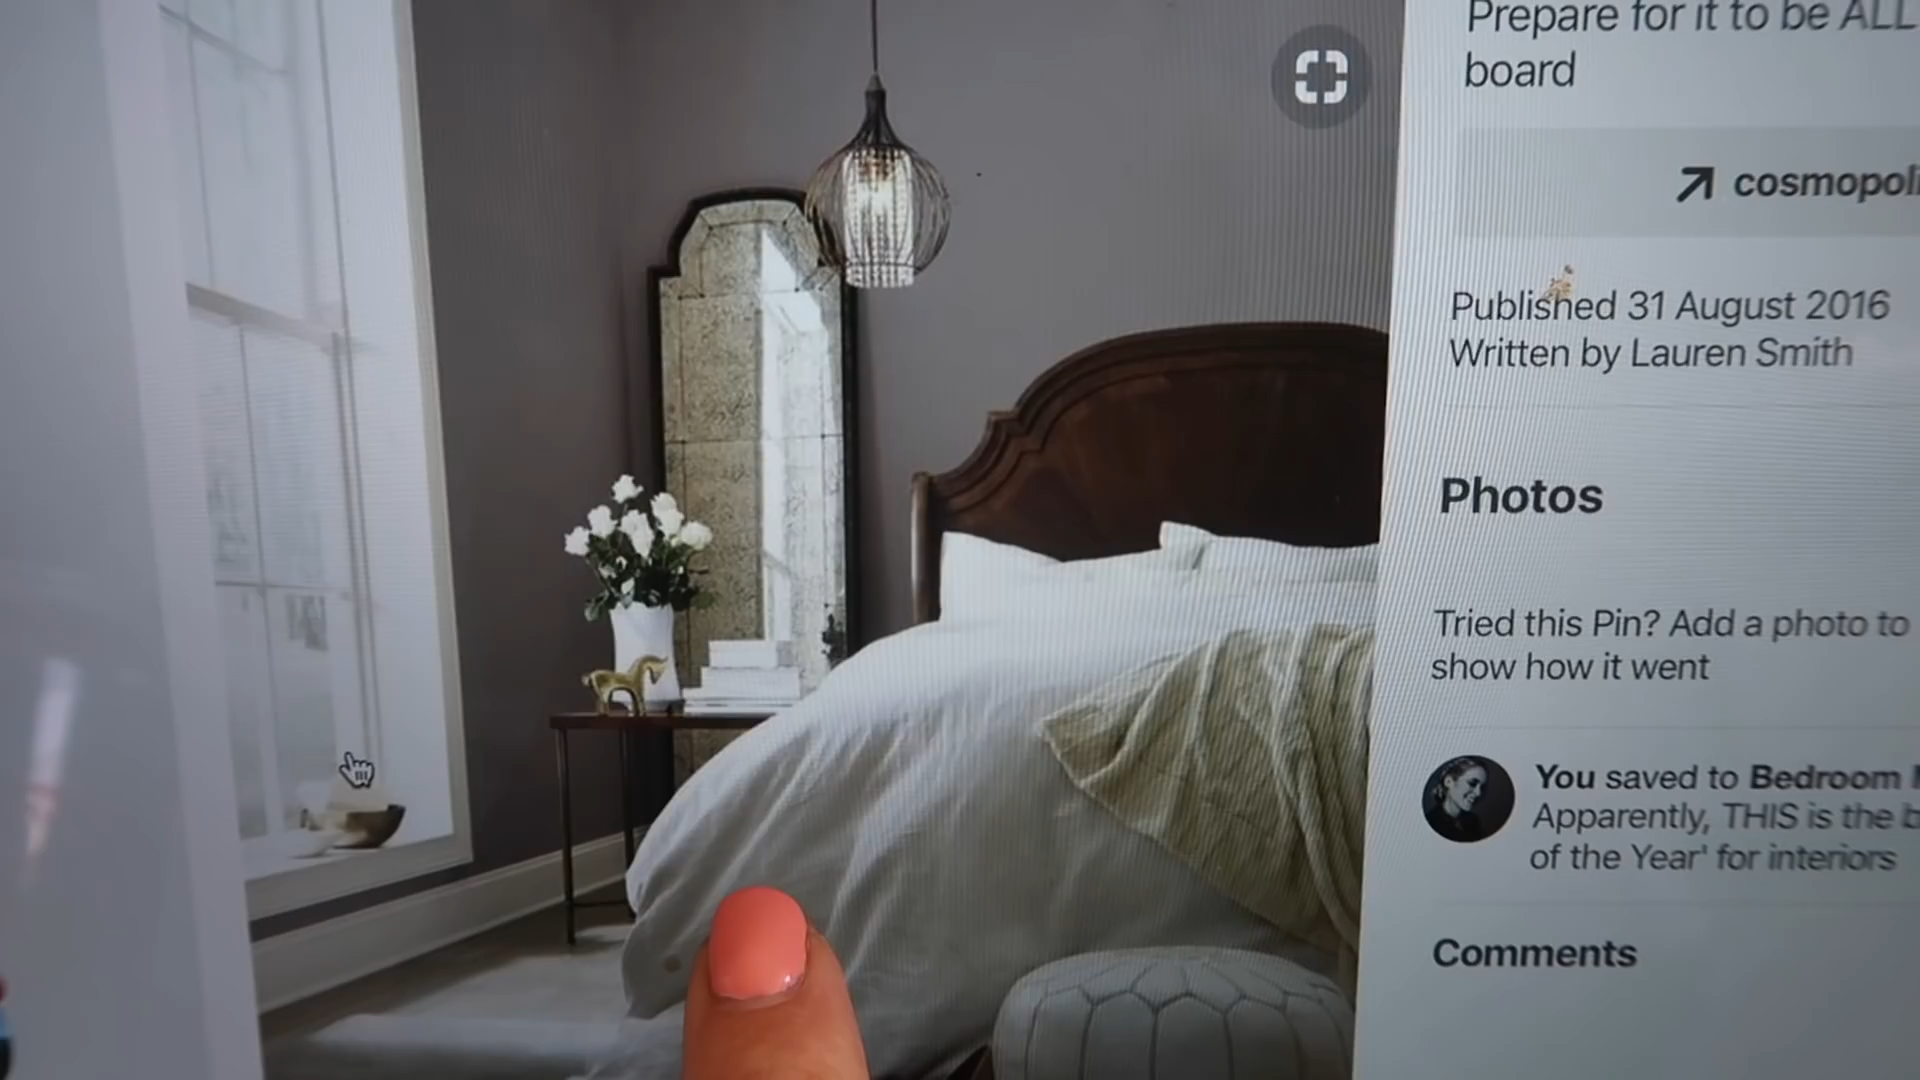 Prepare for it to be ALL
board
cosmopoli
Published 31 August 2016
Written by Lauren Smith
Photos
Tried this Pin? Add a photo to
show how it went
You saved to Bedroom
Apparently, THIS is the b
of the Year' for interiors
Comments